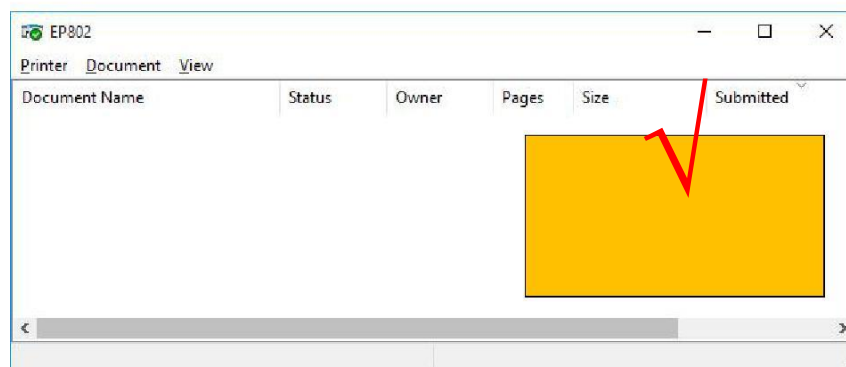 EP802
Printer Document View
Document Name Status Owner Pages Size Submitted